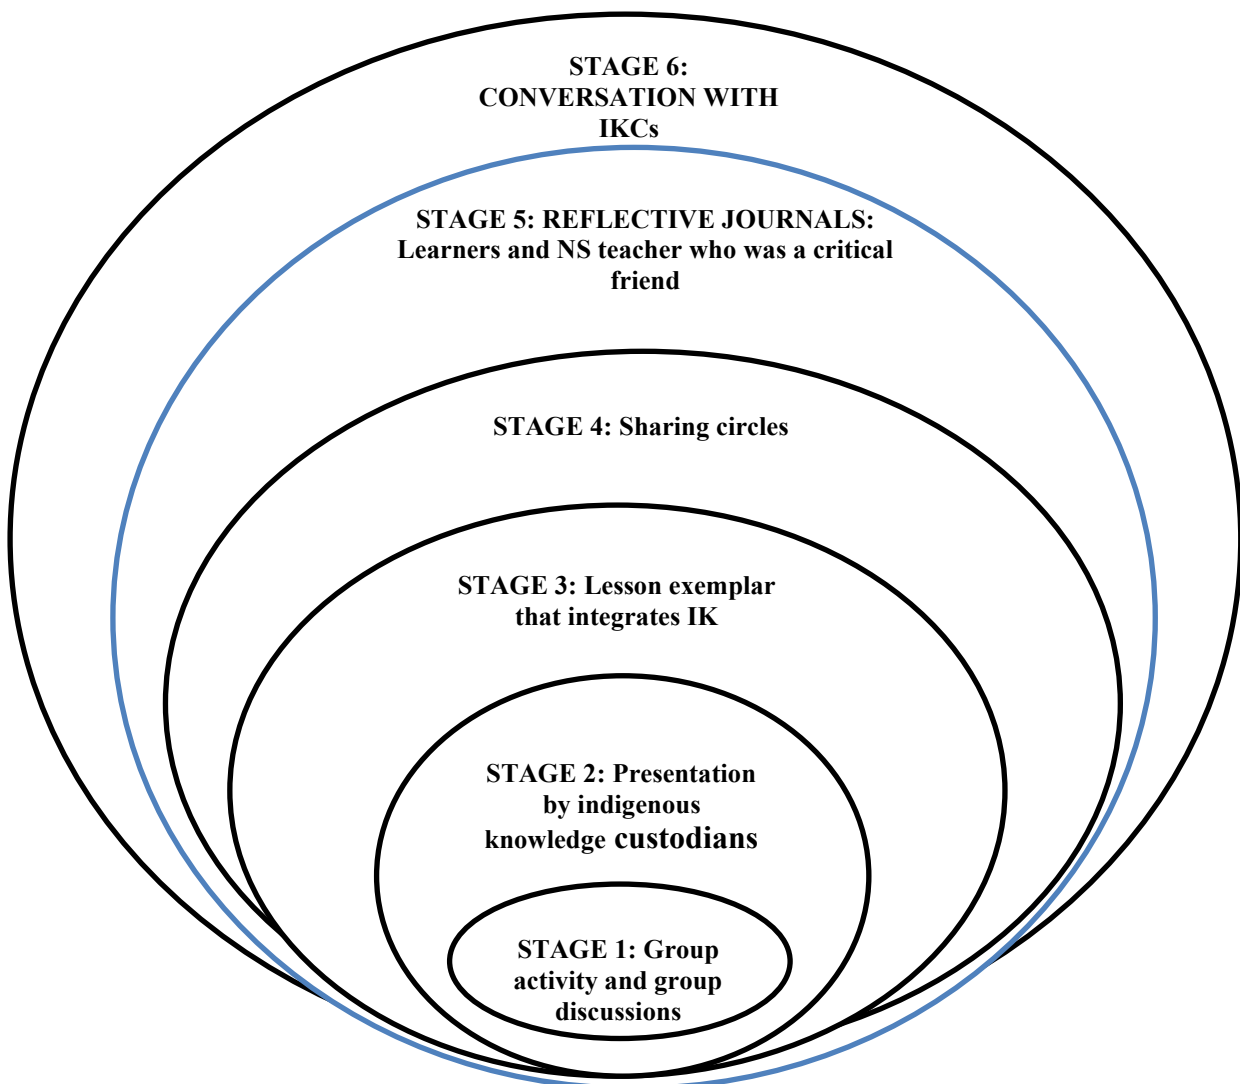 STAGE 6:
CONVERSATION WITH
IKCs
STAGE 5: REFLECTIVE JOURNALS:
Learners and NS teacher who was a critical
friend
STAGE 4: Sharing circles
STAGE 3: Lesson exemplar
that integrates IK
STAGE 2: Presentation
by indigenous
knowledge custodians
STAGE 1: Group
activity and group
discussions